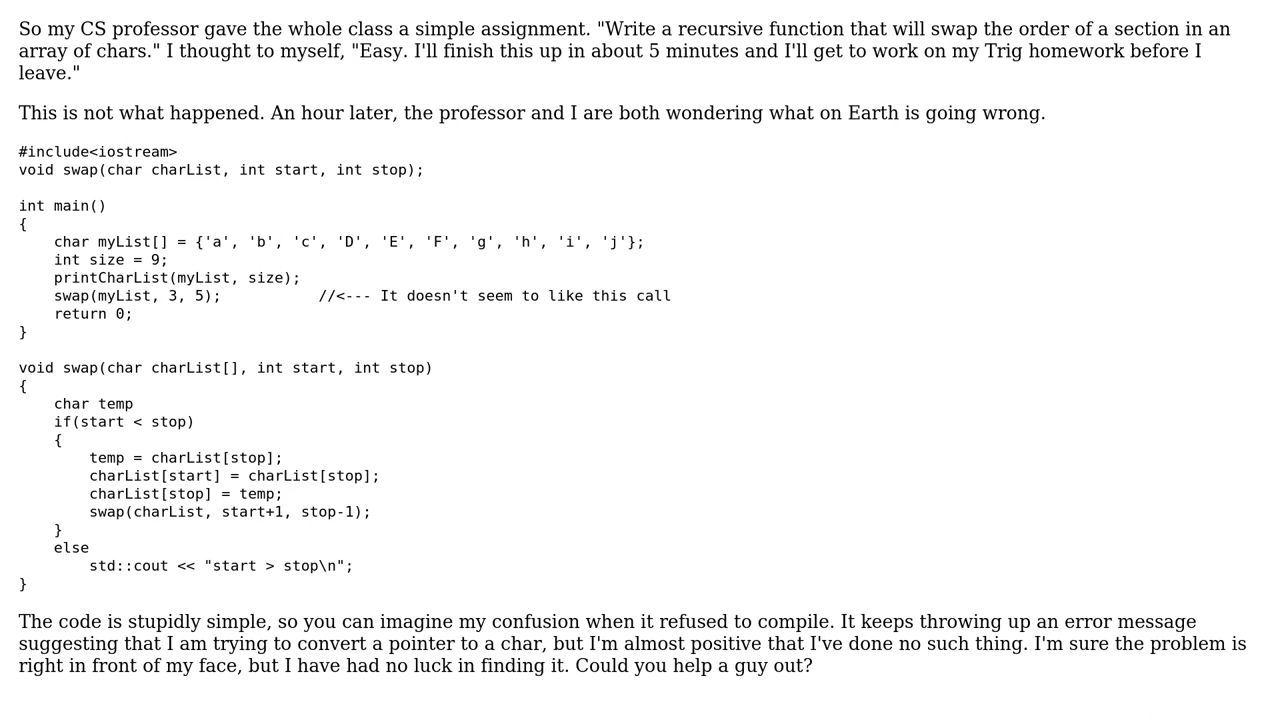 So my CS professor gave the whole class a simple assignment. "Write a recursive function that will swap the order of a section in an
array of chars." I thought to myself, "Easy. I'll finish this up in about 5 minutes and I'll get to work on my Trig homework before I
leave."
This is not what happened. An hour later, the professor and I are both wondering what on Earth is going wrong.
#include<iostream>
void swap(char charList, int start, int stop);
int main()
{
    char myList[] = {'a', 'b', 'c', 'D', 'E', 'F', 'g', 'h', 'i', 'j'};
    int size = 9;
    printCharList(myList, size);
    swap(myList, 3, 5);           //<--- It doesn't seem to like this call
    return 0;
}
void swap(char charList[], int start, int stop)
{
    char temp
    if(start < stop)
    {
        temp = charList[stop];
        charList[start] = charList[stop];
        charList[stop] = temp;
        swap(charList, start+1, stop-1);
    }
    else
        std::cout << "start > stop\n";
}
The code is stupidly simple, so you can imagine my confusion when it refused to compile. It keeps throwing up an error message
suggesting that I am trying to convert a pointer to a char, but I'm almost positive that I've done no such thing. I'm sure the problem is
right in front of my face, but I have had no luck in finding it. Could you help a guy out?